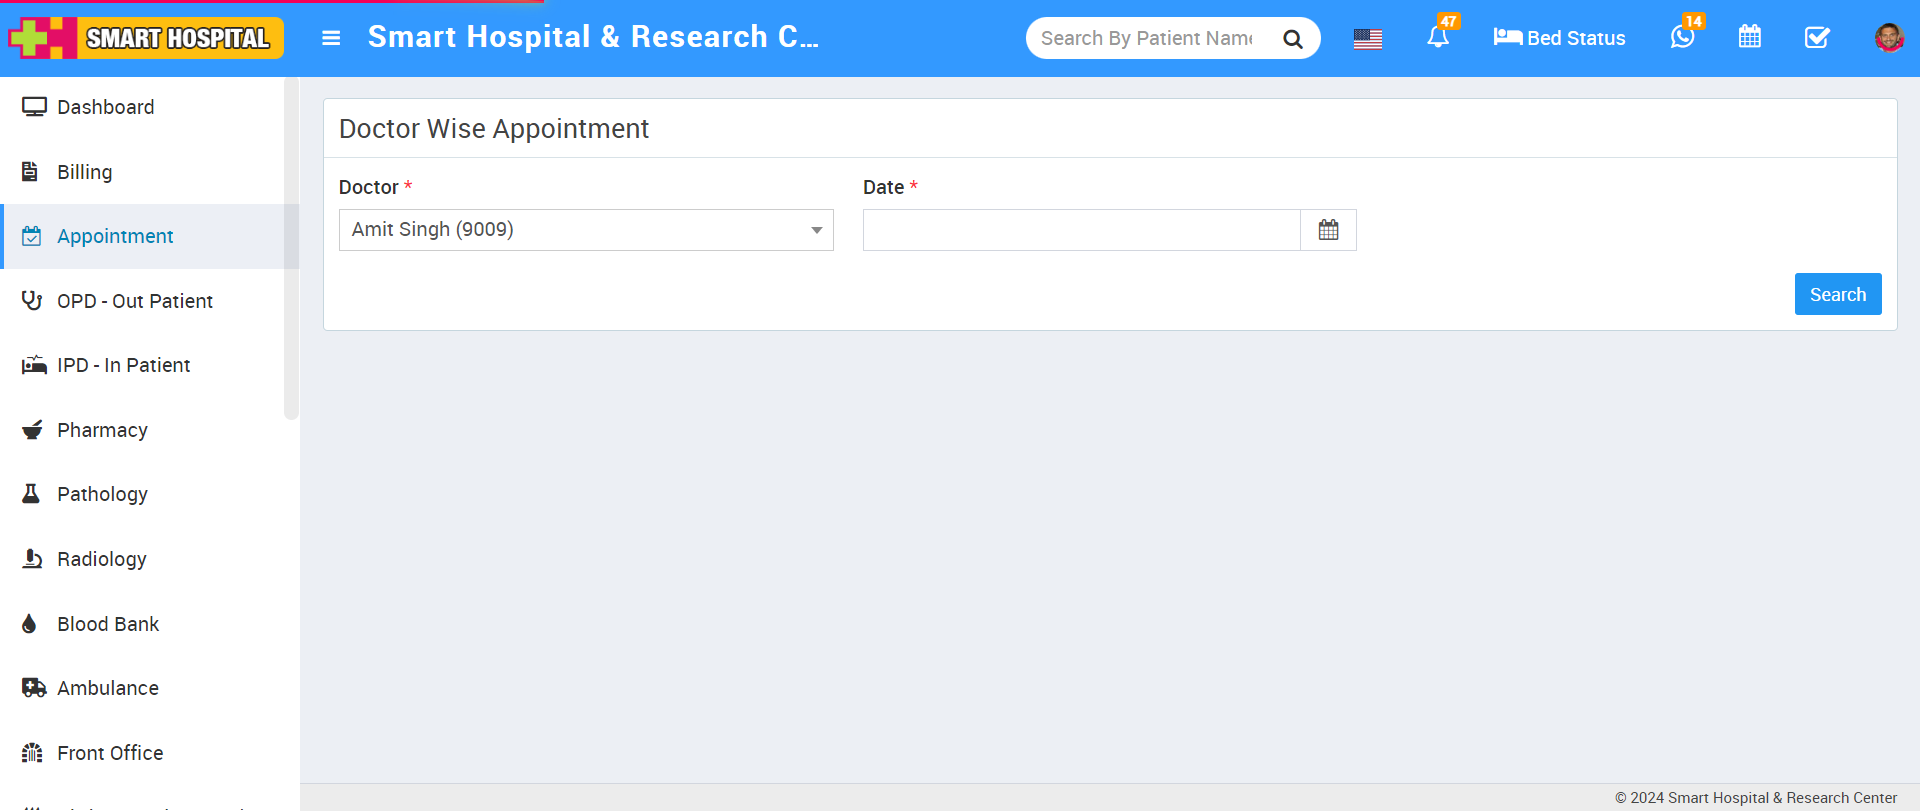 SMART HOSPITAL
Smart Hospital & Research C...
Search By Patient Name
47
Bed Status
14
Dashboard
Billing
Appointment
OPD - Out Patient
IPD - In Patient
Pharmacy
Pathology
Radiology
Blood Bank
Ambulance
Front Office
Doctor Wise Appointment
Doctor *
Date *
Amit Singh (9009)
Search
© 2024 Smart Hospital & Research Center